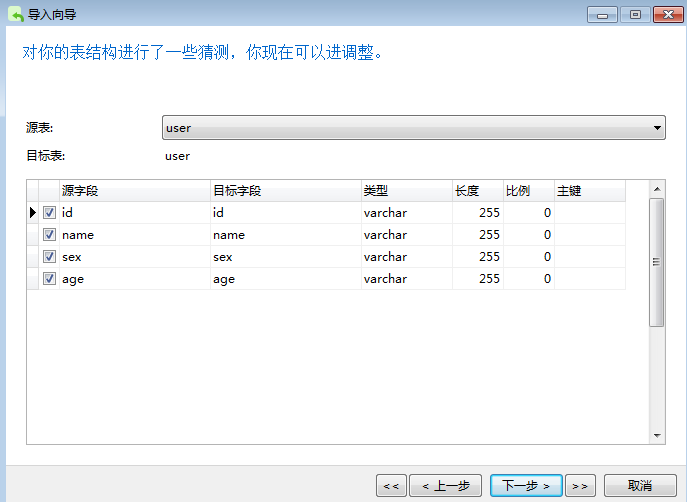 导入向导
对你的表结构进行了一些猜测，你现在可以进调整。
源表: user
目标表: user
源字段 目标字段 类型 长度 比例 主键
id id varchar 255 0
name name varchar 255 0
sex sex varchar 255 0
age age varchar 255 0
<< < 上一步 下一步 > >> 取消